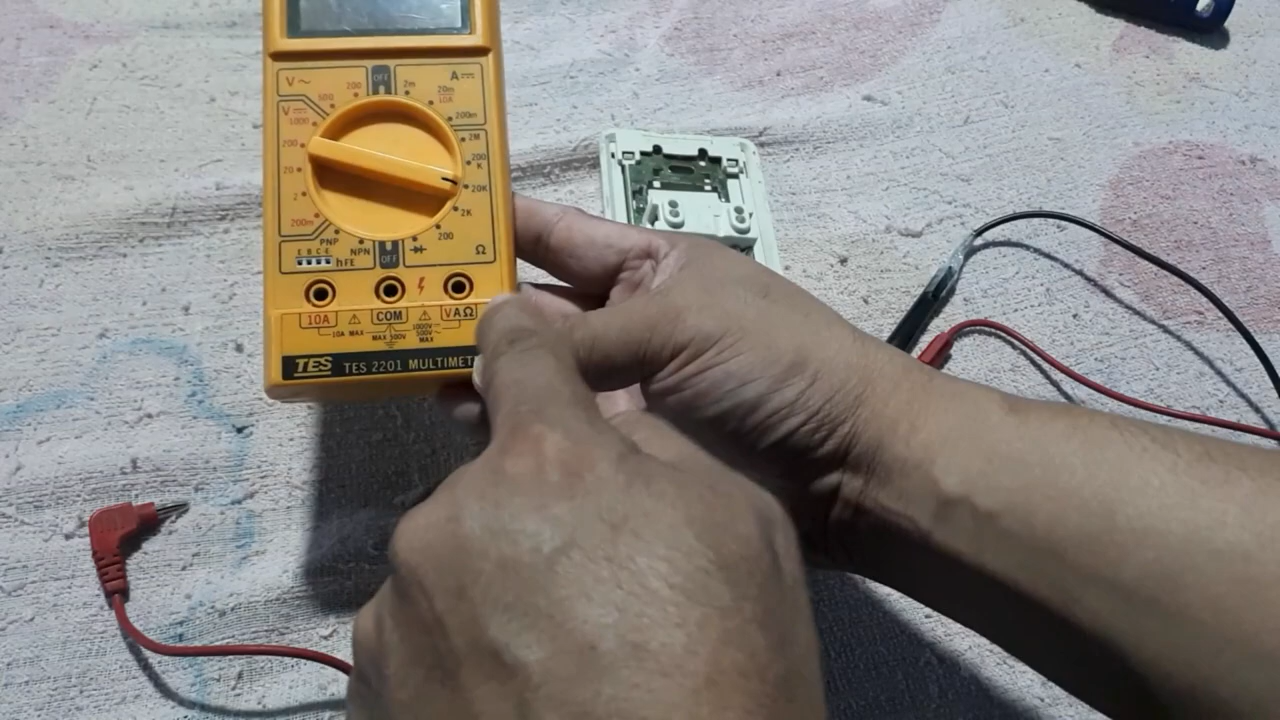 V~ 200 OFF 2m A
500 20m
10A
V 1000 200m
200 2M
200
K
20 20K
2 2K
200m 200
PNP NPN OFF Ω
E B C E hFE
10A COM VAΩ
10A MAX MAX 500V 1000V
500V~
MAX
TES TES 2201 MULTIMET